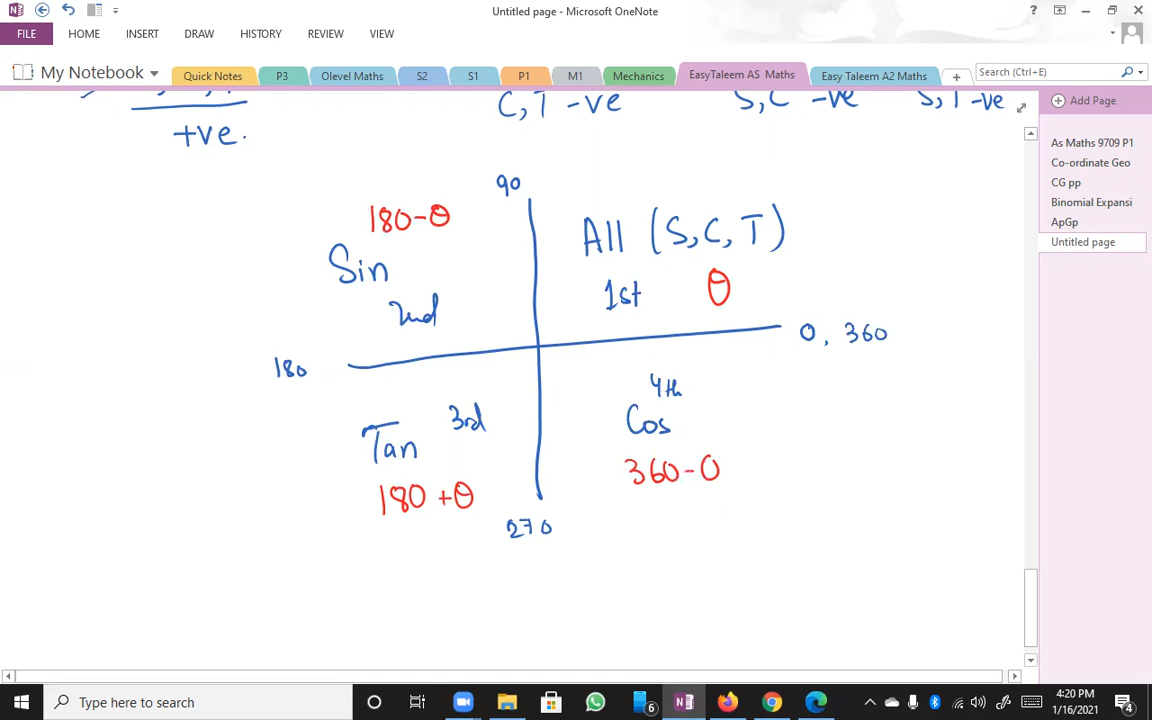 Untitled page - Microsoft OneNote
FILE HOME INSERT DRAW HISTORY REVIEW VIEW
My Notebook Quick Notes P3 Olevel Maths S2 S1 P1 M1 Mechanics EasyTaleem AS Maths Easy Taleem A2 Maths Search (Ctrl+E)
Add Page
As Maths 9709 P1
Co-ordinate Geo
CG pp
Binomial Expansi
ApGp
Untitled page
C, T -ve S, C -ve S, T -ve
+ve.
90
180-θ
All (S, C, T)
Sin
1st θ
2nd
0, 360
180
4th
3rd
Cos
Tan
360-θ
180 +θ
270
Type here to search
6
4:20 PM
1/16/2021
4